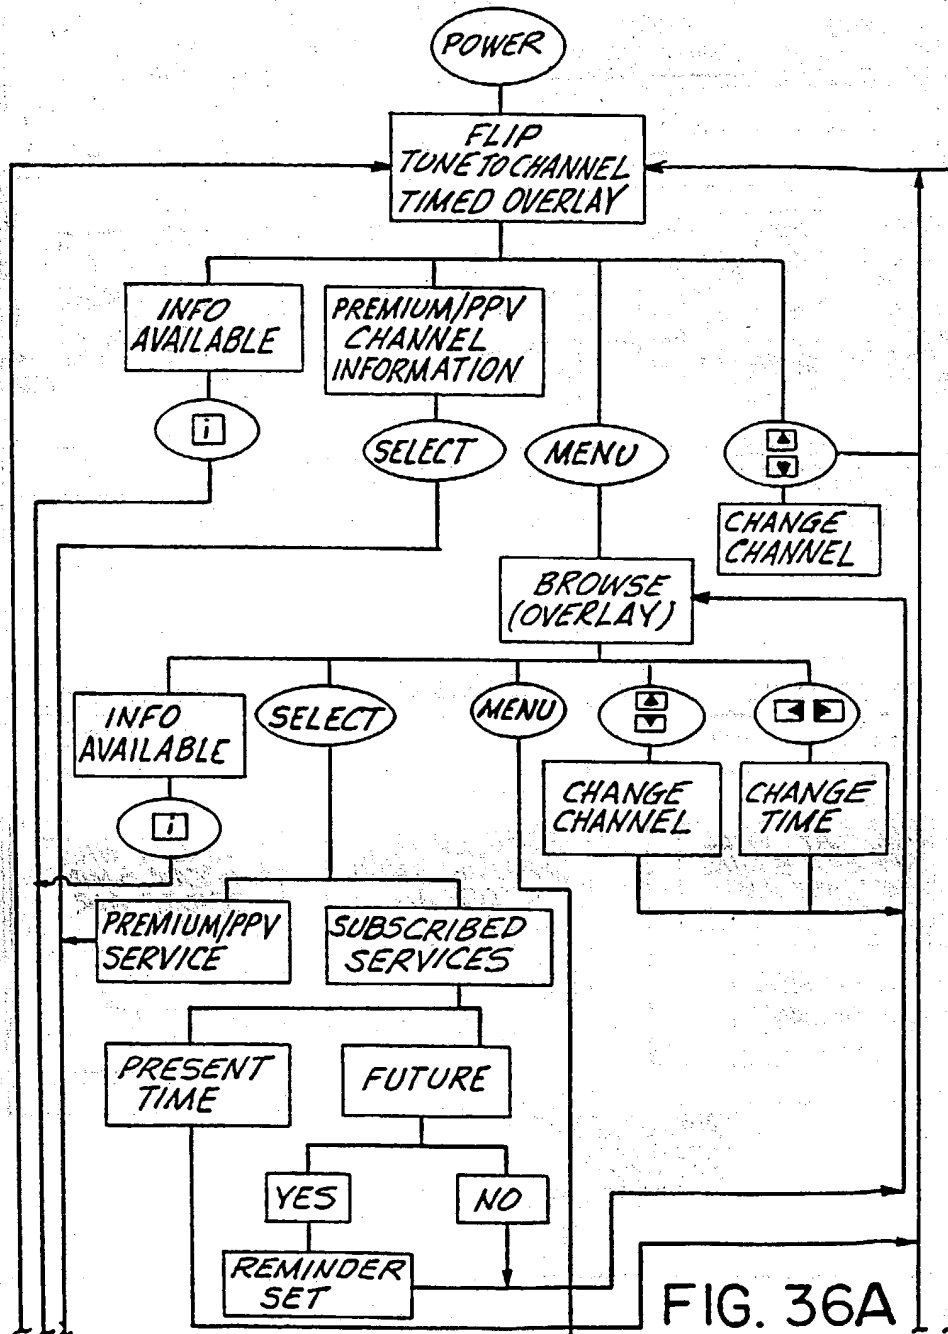 POWER
FLIP
TUNE TO CHANNEL
TIMED OVERLAY
INFO
AVAILABLE
PREMIUM/PPV
CHANNEL
INFORMATION
i
SELECT
MENU
▲
▼
CHANGE
CHANNEL
BROWSE
(OVERLAY)
INFO
AVAILABLE
SELECT
MENU
▲
▼
◀ ▶
i
CHANGE
CHANNEL
CHANGE
TIME
PREMIUM/PPV
SERVICE
SUBSCRIBED
SERVICES
PRESENT
TIME
FUTURE
YES
NO
REMINDER
SET
FIG. 36A